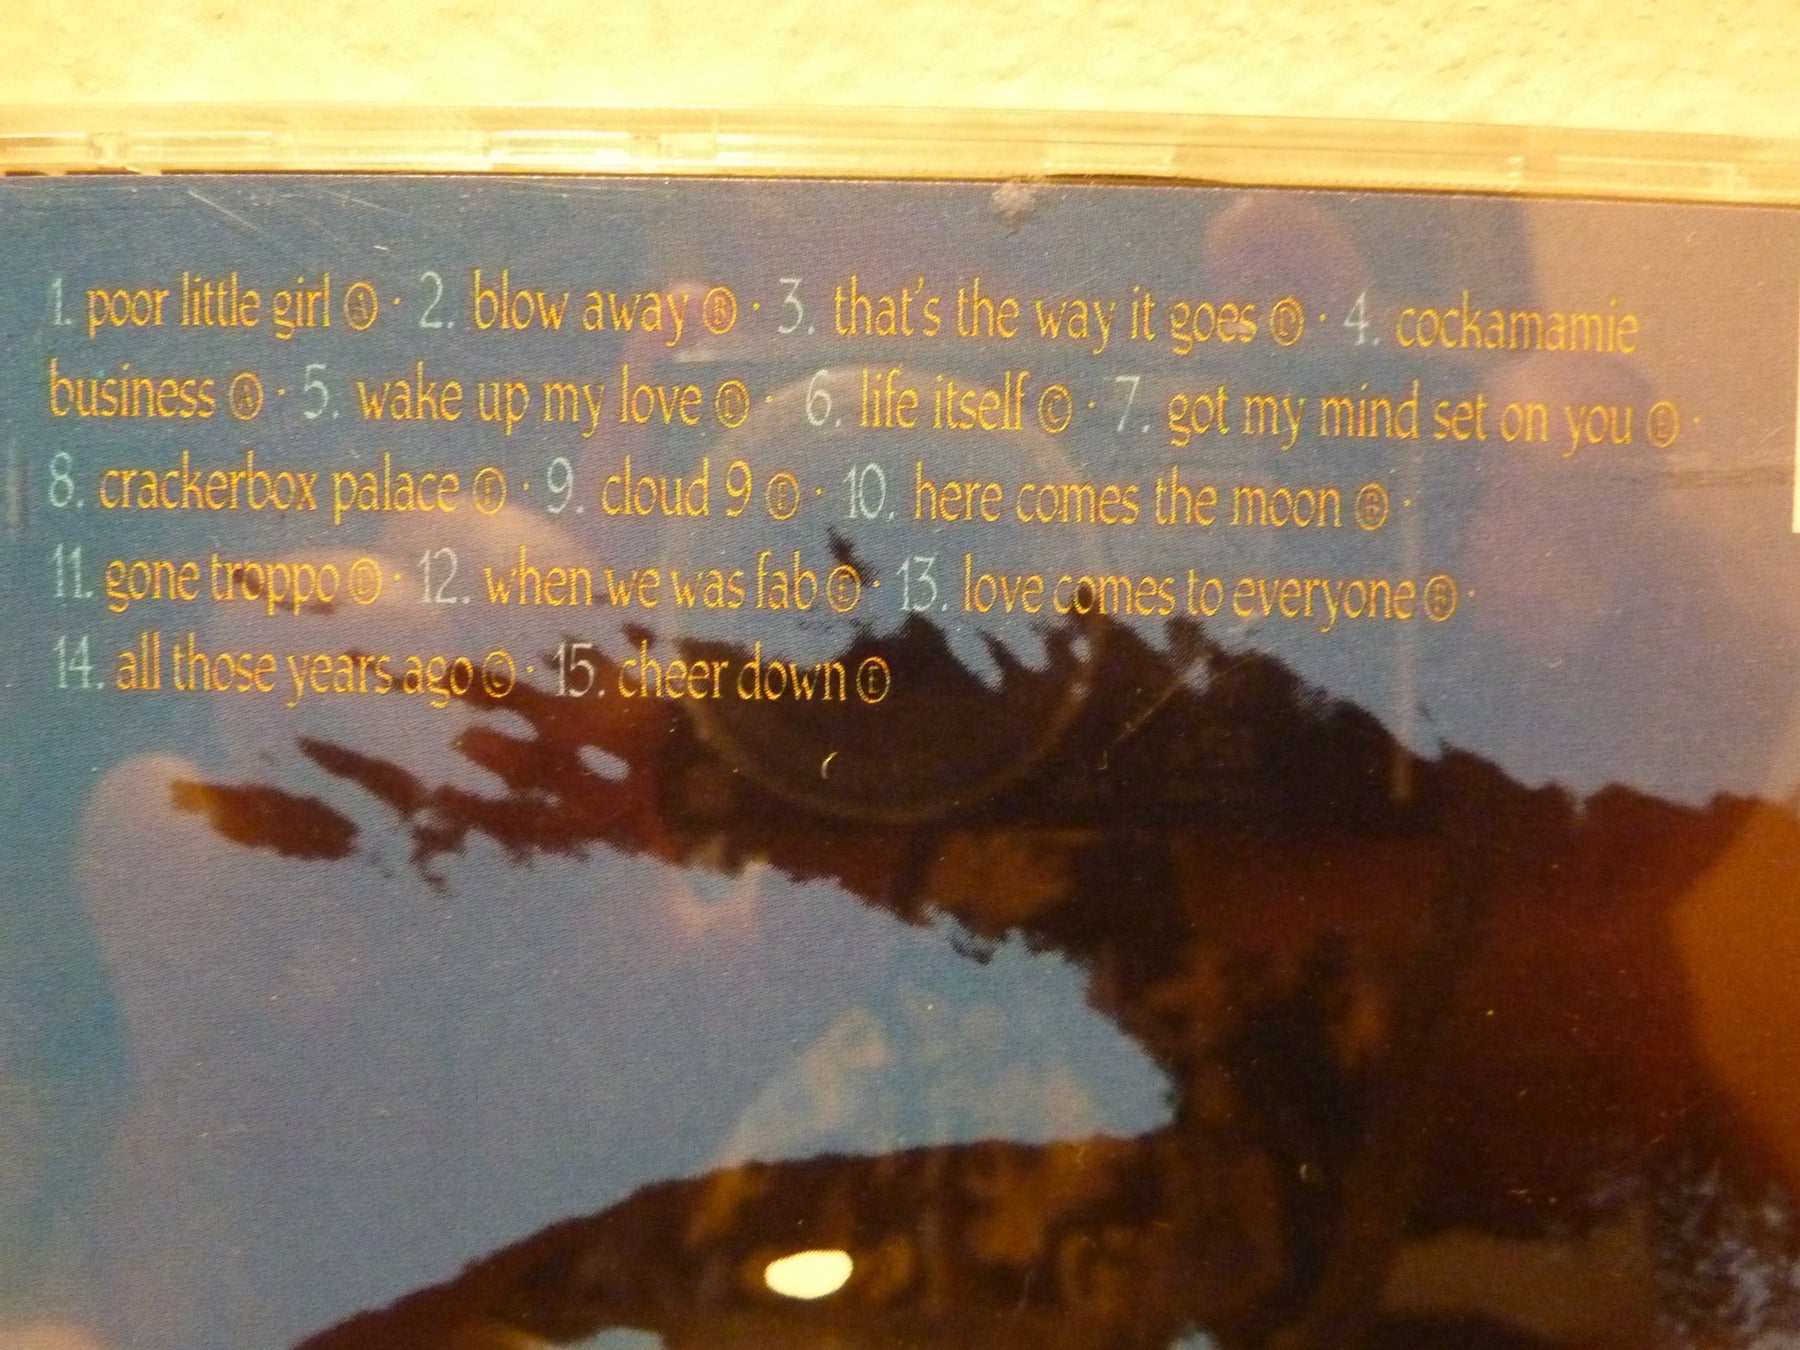 1. poor little girl Ⓐ · 2. blow away Ⓑ · 3. that's the way it goes Ⓓ · 4. cockamamie
business Ⓐ · 5. wake up my love Ⓓ · 6. life itself Ⓒ · 7. got my mind set on you Ⓔ ·
8. crackerbox palace Ⓕ · 9. cloud 9 Ⓔ · 10. here comes the moon Ⓑ ·
11. gone troppo Ⓓ · 12. when we was fab Ⓔ · 13. love comes to everyone Ⓑ ·
14. all those years ago Ⓒ · 15. cheer down Ⓕ